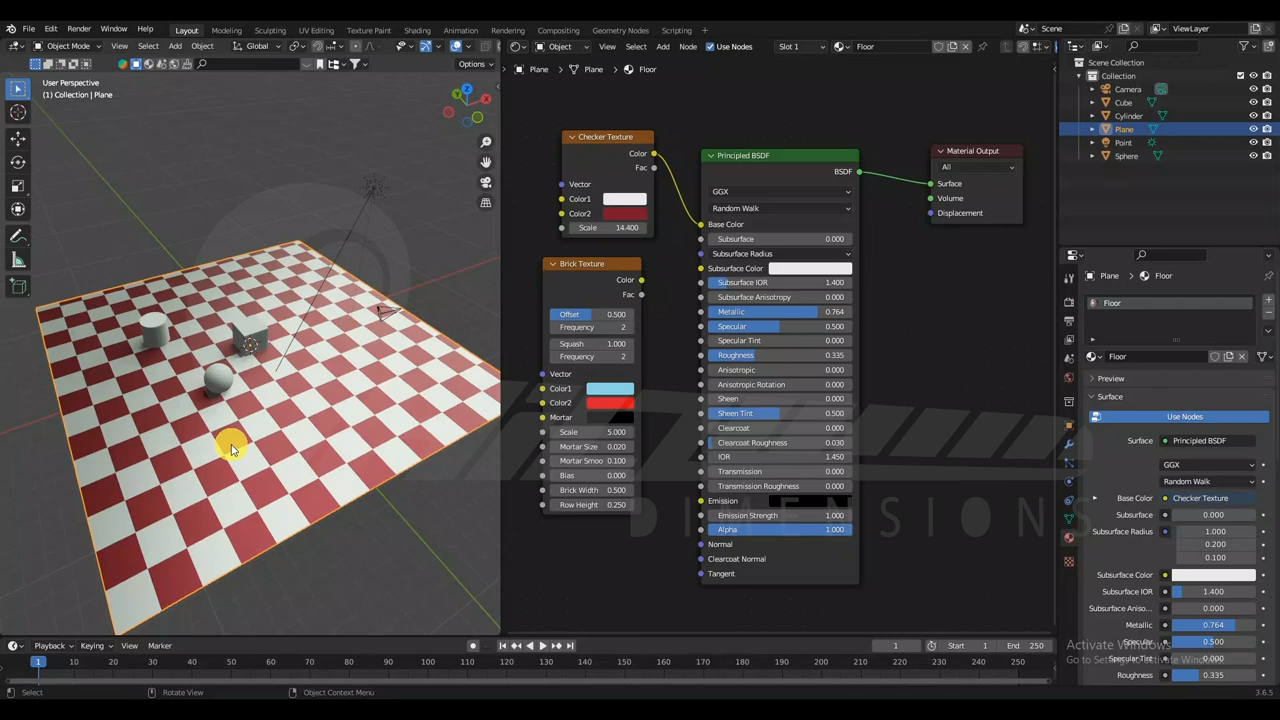 File Edit Render Window Help Layout Modeling Sculpting UV Editing Texture Paint Shading Animation Rendering Compositing Geometry Nodes Scripting Scene ViewLayer
Object Mode View Select Add Object Global Object View Select Add Node Use Nodes Slot 1 Floor
Options Plane Plane Floor
User Perspective
(1) Collection | Plane
Scene Collection
Collection
Camera
Cube
Cylinder
Plane
Point
Sphere
Checker Texture
Color
Fac
Vector
Color1
Color2
Scale 14.400
Brick Texture
Color
Fac
Offset 0.500
Frequency 2
Squash 1.000
Frequency 2
Vector
Color1
Color2
Mortar
Scale 5.000
Mortar Size 0.020
Mortar Smoo 0.100
Bias 0.000
Brick Width 0.500
Row Height 0.250
Principled BSDF
BSDF
GGX
Random Walk
Base Color
Subsurface 0.000
Subsurface Radius
Subsurface Color
Subsurface IOR 1.400
Subsurface Anisotropy 0.000
Metallic 0.764
Specular 0.500
Specular Tint 0.000
Roughness 0.335
Anisotropic 0.000
Anisotropic Rotation 0.000
Sheen 0.000
Sheen Tint 0.500
Clearcoat 0.000
Clearcoat Roughness 0.030
IOR 1.450
Transmission 0.000
Transmission Roughness 0.000
Emission
Emission Strength 1.000
Alpha 1.000
Normal
Clearcoat Normal
Tangent
Material Output
All
Surface
Volume
Displacement
DIMENSIONS
Plane Floor
Floor
Floor
Preview
Surface
Use Nodes
Surface Principled BSDF
GGX
Random Walk
Base Color Checker Texture
Subsurface 0.000
Subsurface Radius 1.000
0.200
0.100
Subsurface Color
Subsurface IOR 1.400
Subsurface Aniso... 0.000
Metallic 0.764
Specular 0.500
Specular Tint 0.000
Roughness 0.335
Activate Windows
Go to Settings to activate Windows.
Playback Keying View Marker 1 Start 1 End 250
1 10 20 30 40 50 60 70 80 90 100 110 120 130 140 150 160 170 180 190 200 210 220 230 240 250
Select Rotate View Object Context Menu 3.6.5